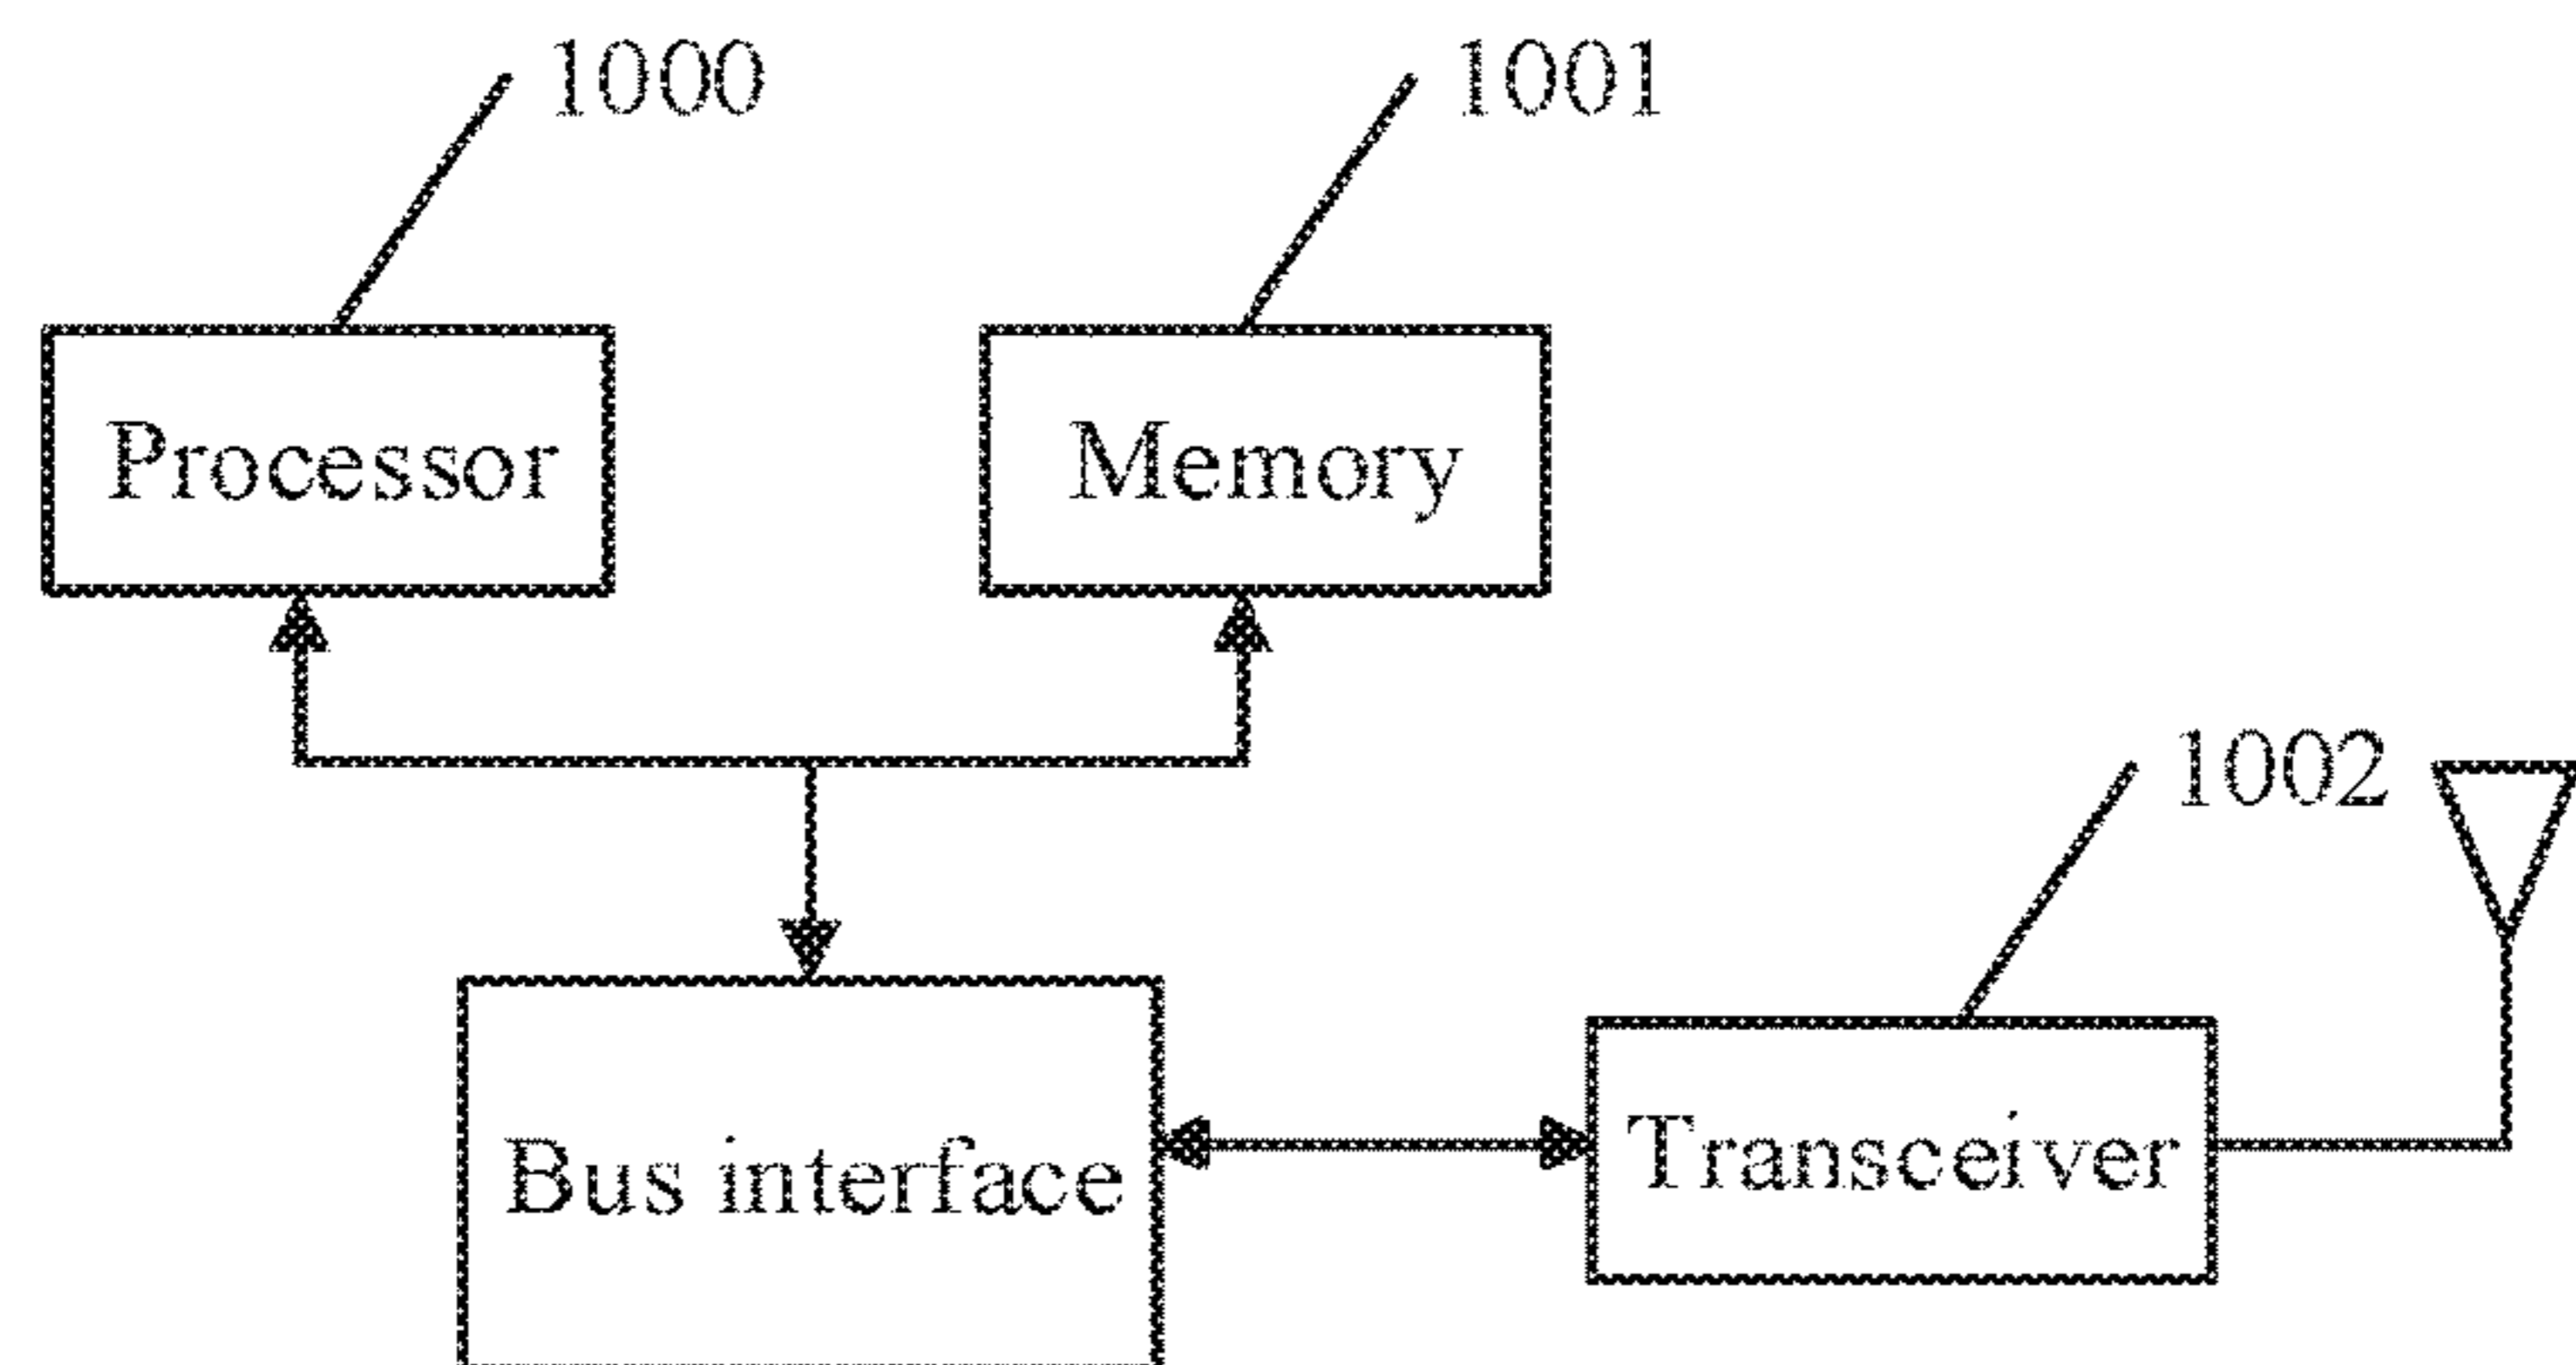 1000
1001
Processor
Memory
1002
Bus interface
Transceiver